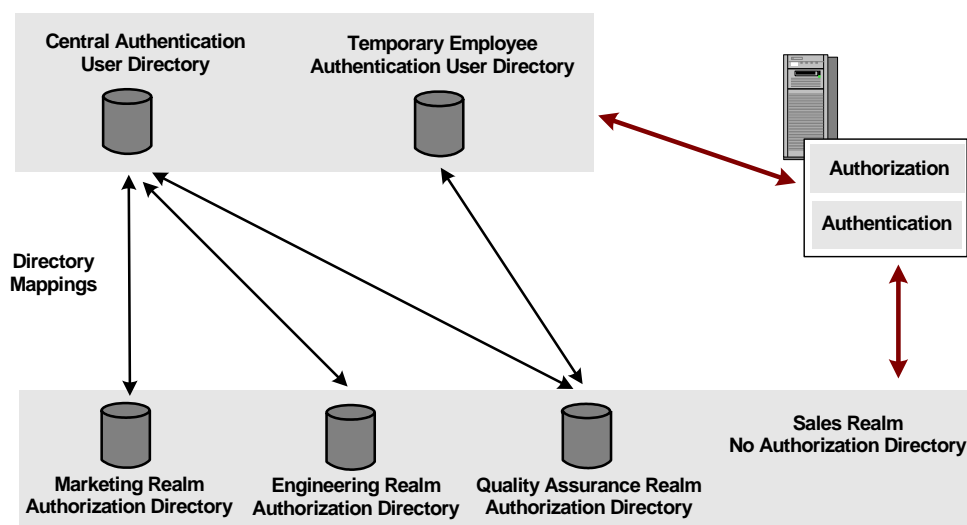 Central Authentication
User Directory
Temporary Employee
Authentication User Directory
Authorization
Authentication
Directory
Mappings
Marketing Realm
Authorization Directory
Engineering Realm
Authorization Directory
Quality Assurance Realm
Authorization Directory
Sales Realm
No Authorization Directory